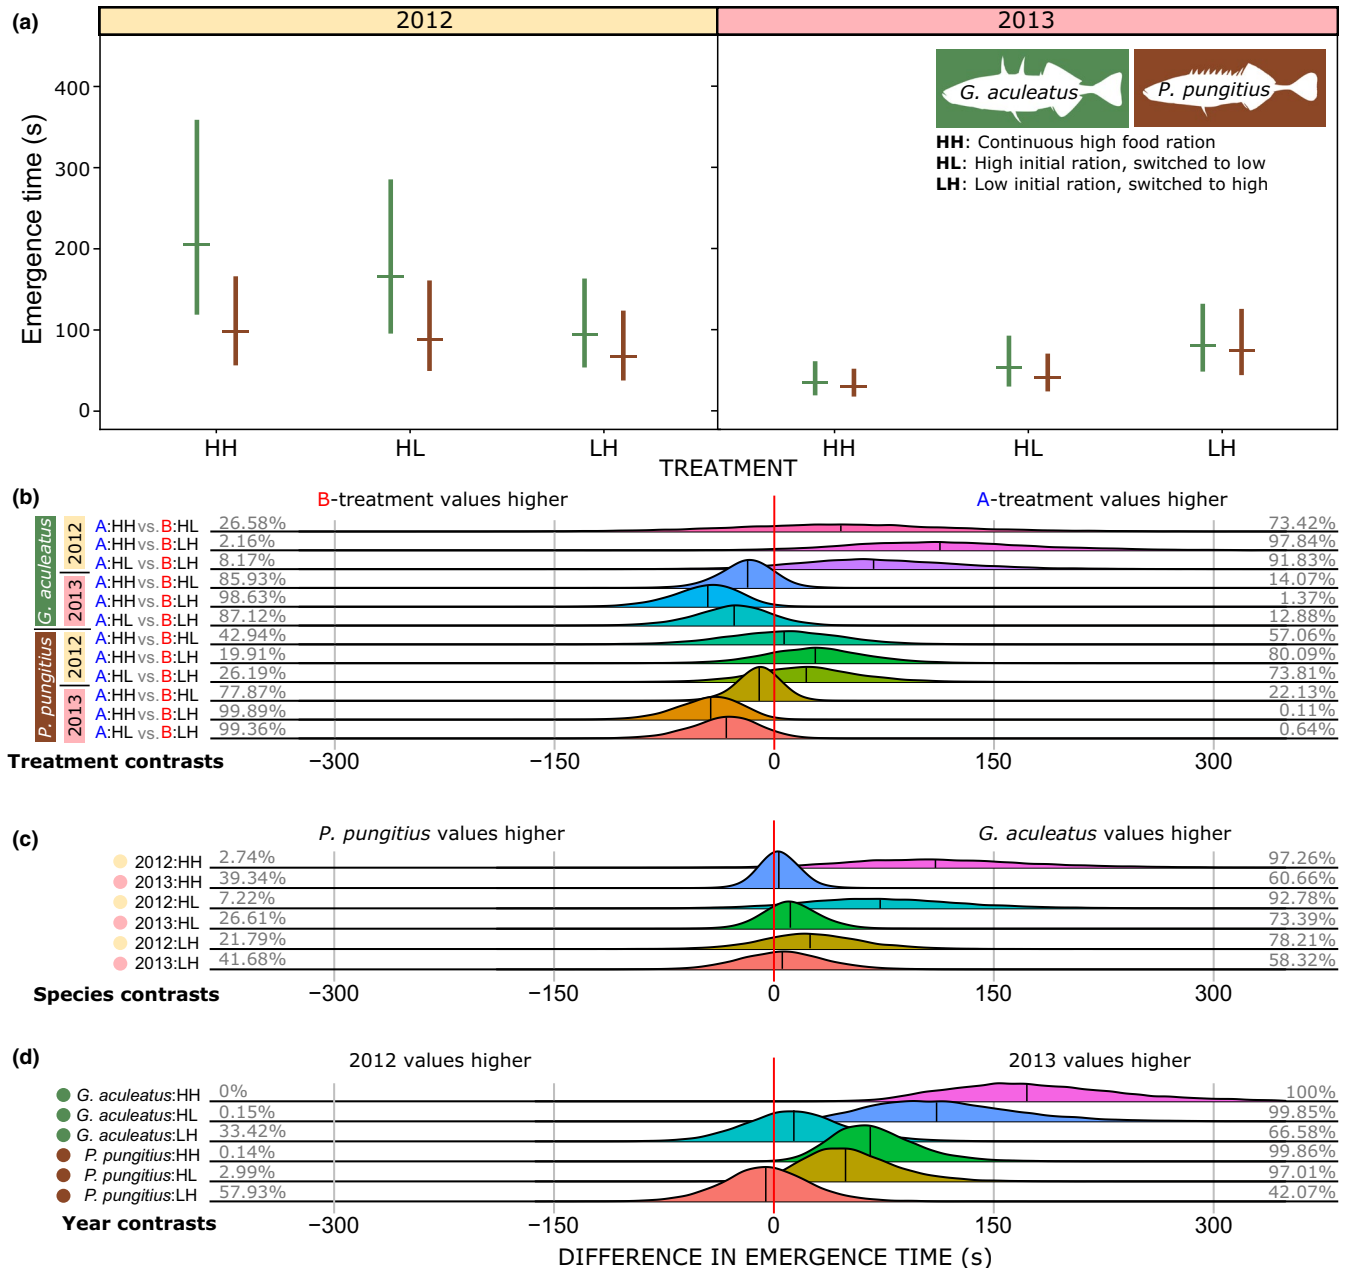 (a)
2012
2013
Emergence time (s)
400
300
200
100
0
G. aculeatus
P. pungitius
HH: Continuous high food ration
HL: High initial ration, switched to low
LH: Low initial ration, switched to high
HH
HL
LH
HH
HL
LH
TREATMENT
(b)
B-treatment values higher
A-treatment values higher
G. aculeatus
2012
A:HH vs. B:HL 26.58% 73.42%
A:HH vs. B:LH 2.16% 97.84%
A:HL vs. B:LH 8.17% 91.83%
2013
A:HH vs. B:HL 85.93% 14.07%
A:HH vs. B:LH 98.63% 1.37%
A:HL vs. B:LH 87.12% 12.88%
P. pungitius
2012
A:HH vs. B:HL 42.94% 57.06%
A:HH vs. B:LH 19.91% 80.09%
A:HL vs. B:LH 26.19% 73.81%
2013
A:HH vs. B:HL 77.87% 22.13%
A:HH vs. B:LH 99.89% 0.11%
A:HL vs. B:LH 99.36% 0.64%
Treatment contrasts
−300 −150 0 150 300
(c)
P. pungitius values higher
G. aculeatus values higher
2012:HH 2.74% 97.26%
2013:HH 39.34% 60.66%
2012:HL 7.22% 92.78%
2013:HL 26.61% 73.39%
2012:LH 21.79% 78.21%
2013:LH 41.68% 58.32%
Species contrasts
−300 −150 0 150 300
(d)
2012 values higher
2013 values higher
G. aculeatus:HH 0% 100%
G. aculeatus:HL 0.15% 99.85%
G. aculeatus:LH 33.42% 66.58%
P. pungitius:HH 0.14% 99.86%
P. pungitius:HL 2.99% 97.01%
P. pungitius:LH 57.93% 42.07%
Year contrasts
−300 −150 0 150 300
DIFFERENCE IN EMERGENCE TIME (s)